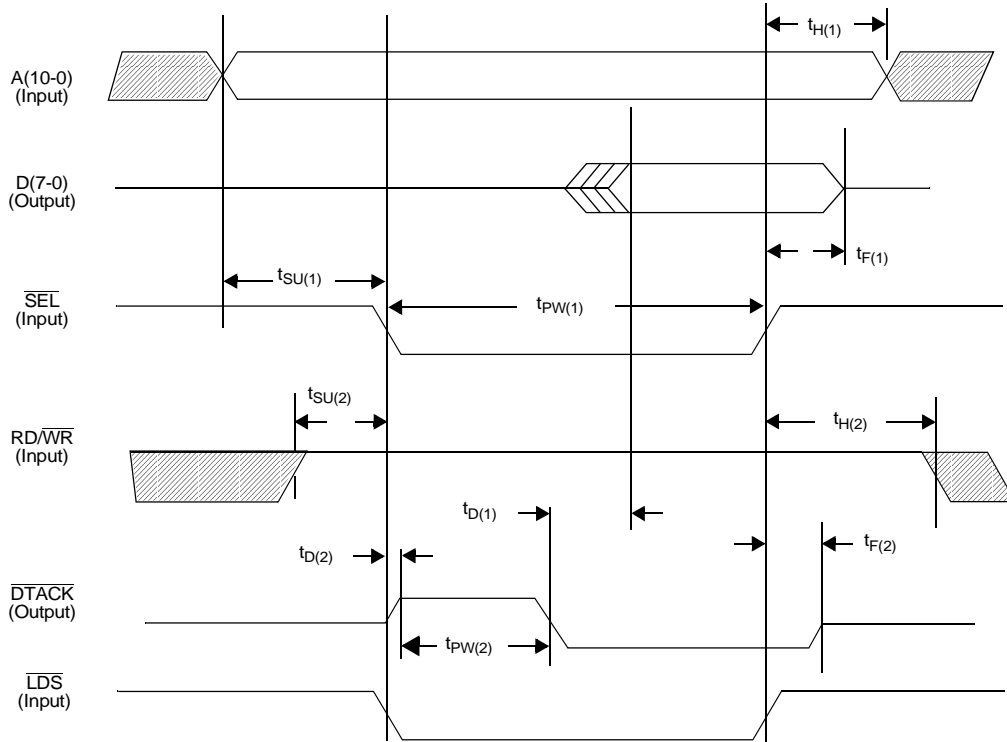 tH(1)
A(10-0)
(Input)
D(7-0)
(Output)
tF(1)
tSU(1)
SEL
(Input)
tPW(1)
tSU(2)
RD/WR
(Input)
tH(2)
tD(1)
tD(2)
tF(2)
DTACK
(Output)
tPW(2)
LDS
(Input)